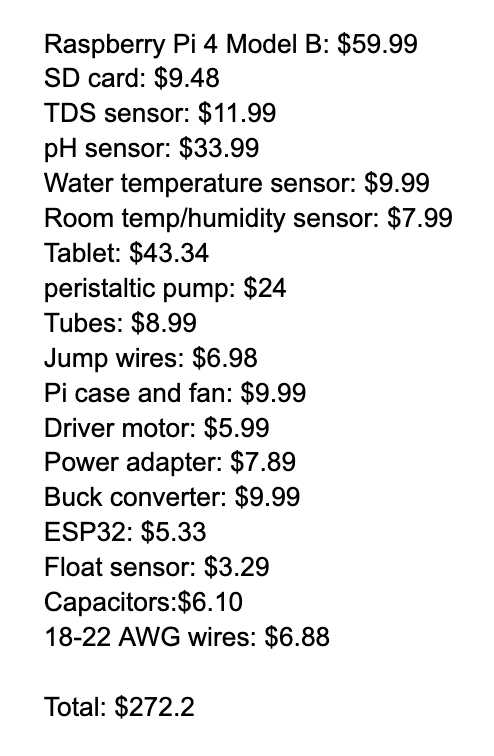 Raspberry Pi 4 Model B: $59.99
SD card: $9.48
TDS sensor: $11.99
pH sensor: $33.99
Water temperature sensor: $9.99
Room temp/humidity sensor: $7.99
Tablet: $43.34
peristaltic pump: $24
Tubes: $8.99
Jump wires: $6.98
Pi case and fan: $9.99
Driver motor: $5.99
Power adapter: $7.89
Buck converter: $9.99
ESP32: $5.33
Float sensor: $3.29
Capacitors:$6.10
18-22 AWG wires: $6.88
Total: $272.2